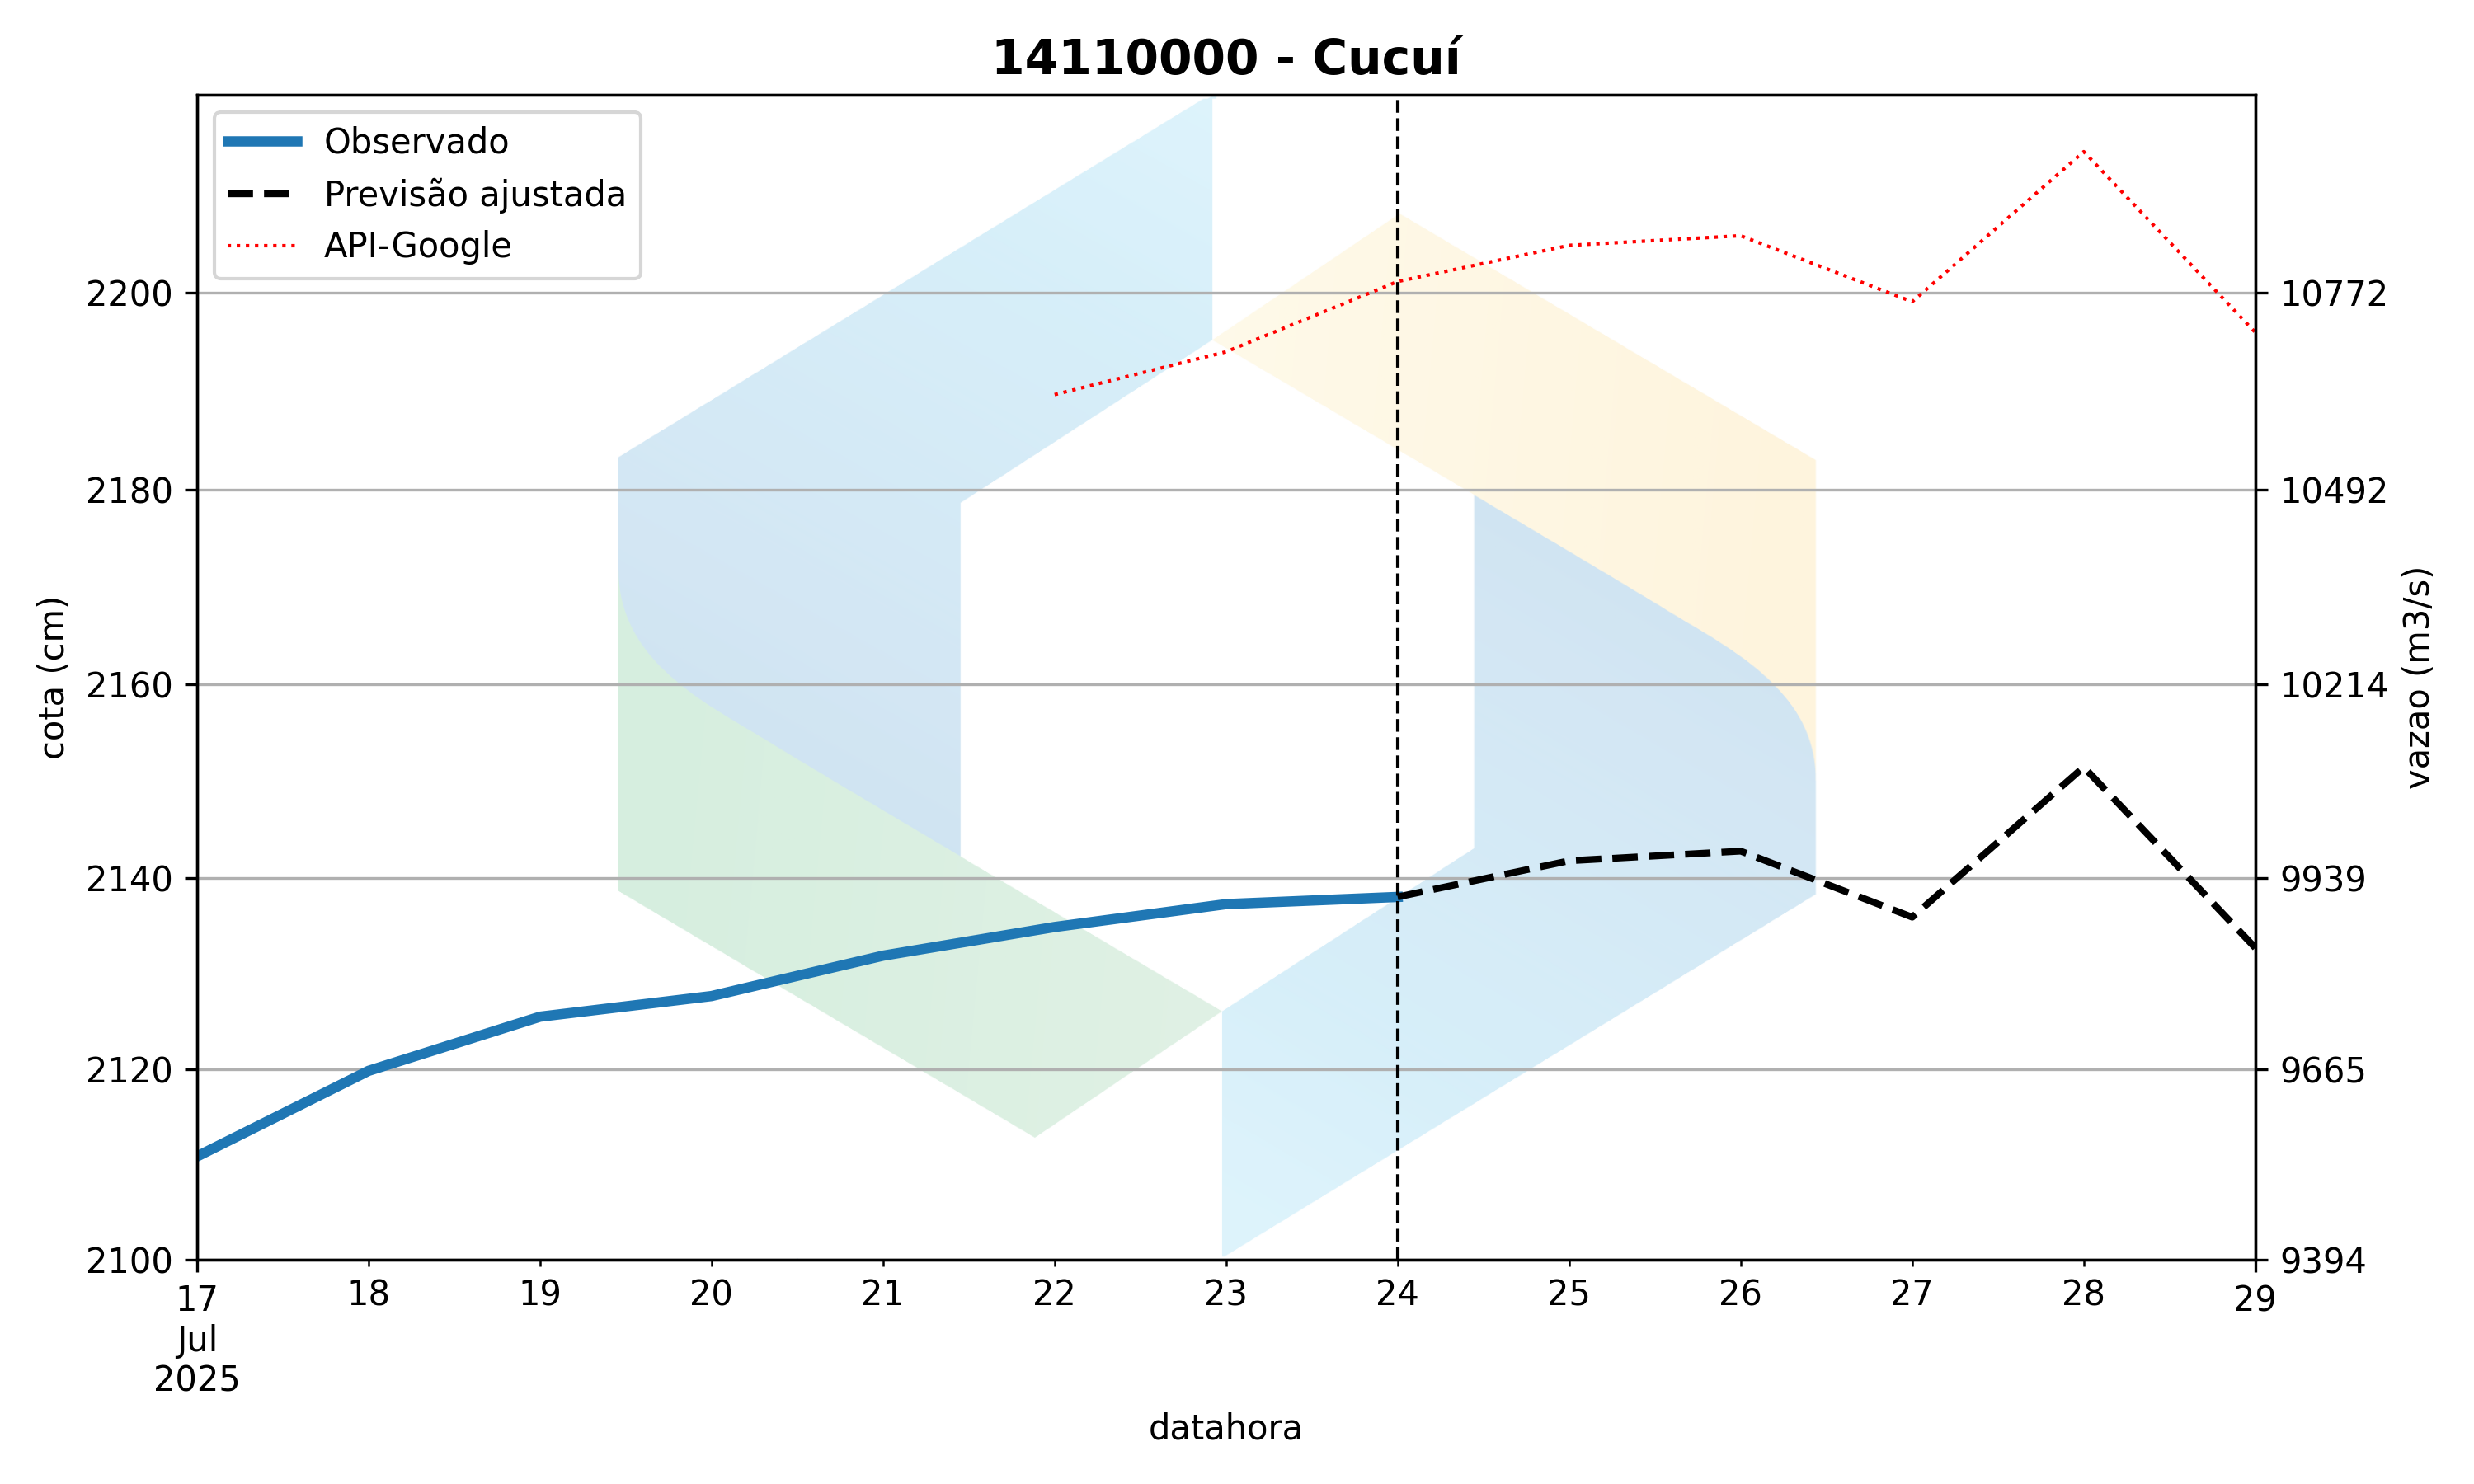 14110000 - Cucuí
Observado
Previsão ajustada
API-Google
cota (cm)
2200
2180
2160
2140
2120
2100
10772
10492
10214
9939
9665
9394
vazao (m3/s)
17 18 19 20 21 22 23 24 25 26 27 28 29
Jul
2025
datahora